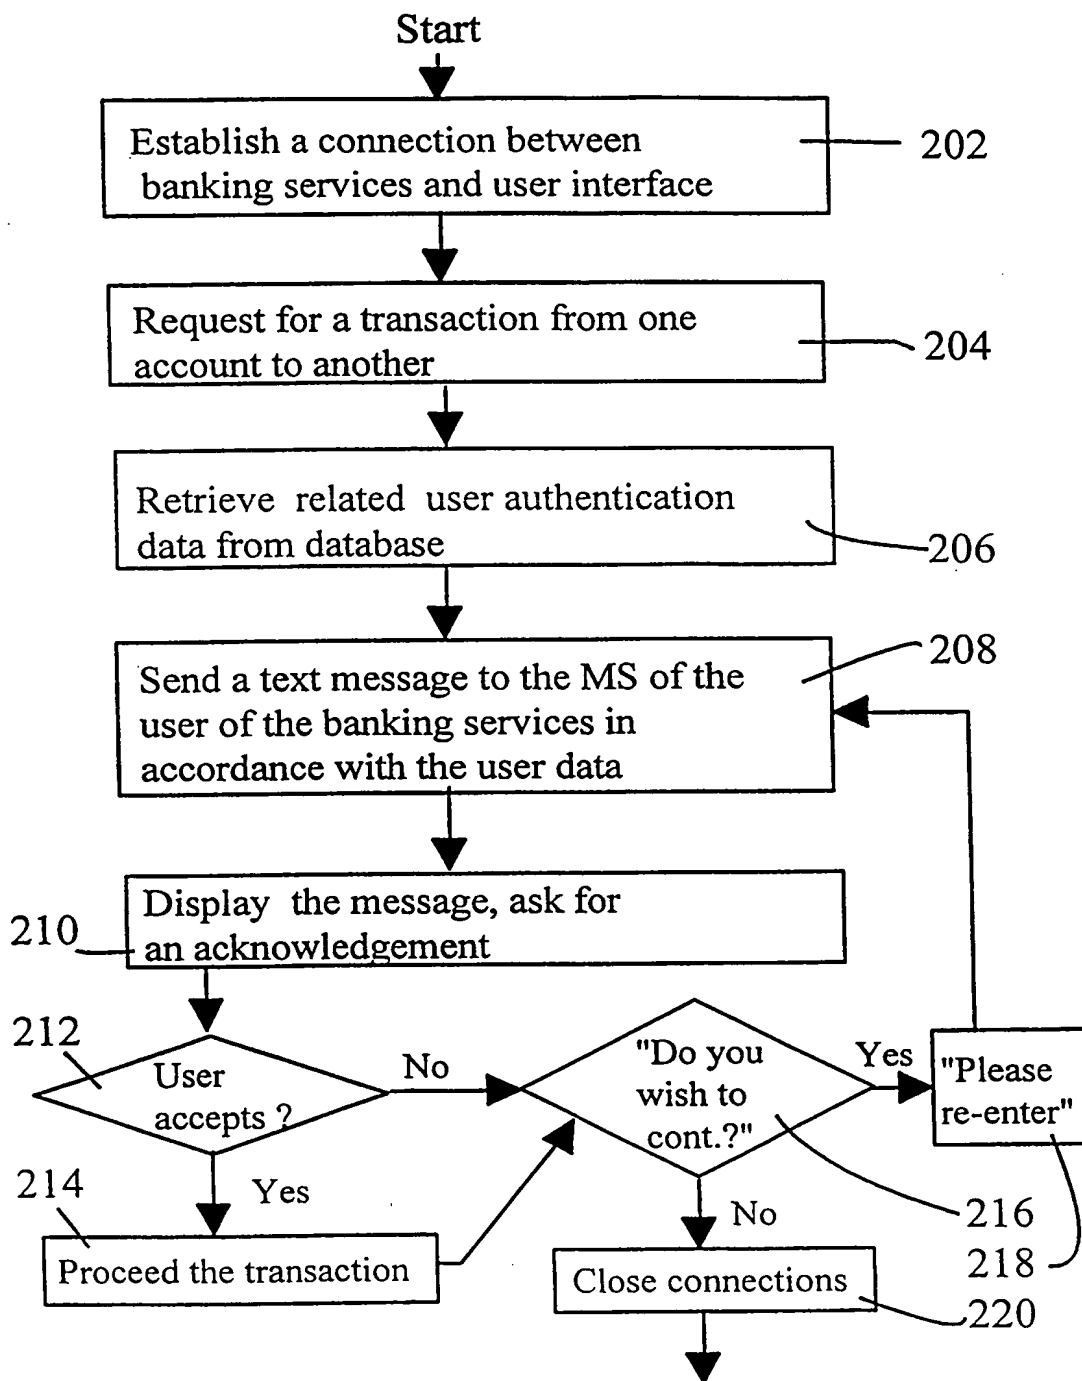 Start
Establish a connection between
banking services and user interface
202
Request for a transaction from one
account to another
204
Retrieve related user authentication
data from database
206
Send a text message to the MS of the
user of the banking services in
accordance with the user data
208
Display the message, ask for
an acknowledgement
210
212
User
accepts ?
No
"Do you
wish to
cont.?"
Yes
"Please
re-enter"
214
Yes
Proceed the transaction
No
216
218
Close connections
220